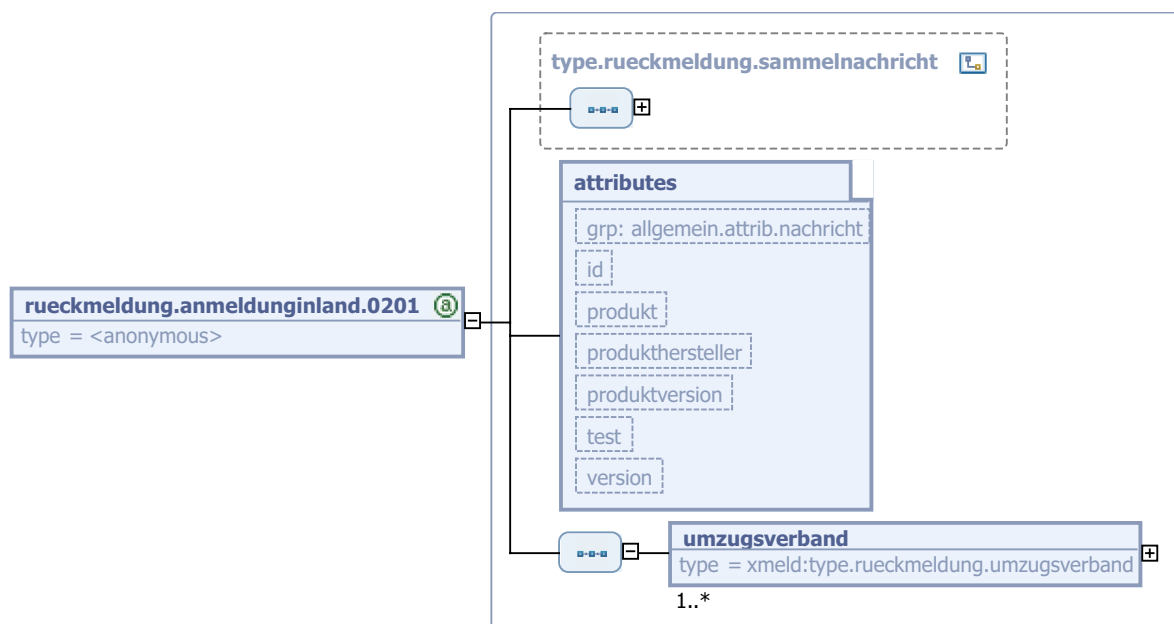 type.rueckmeldung.sammelnachricht
attributes
grp: allgemein.attrib.nachricht
id
rueckmeldung.anmeldunginland.0201 @
produkt
type = <anonymous>
produkthersteller
produktversion
test
version
umzugsverband
type = xmeld:type.rueckmeldung.umzugsverband
1..*